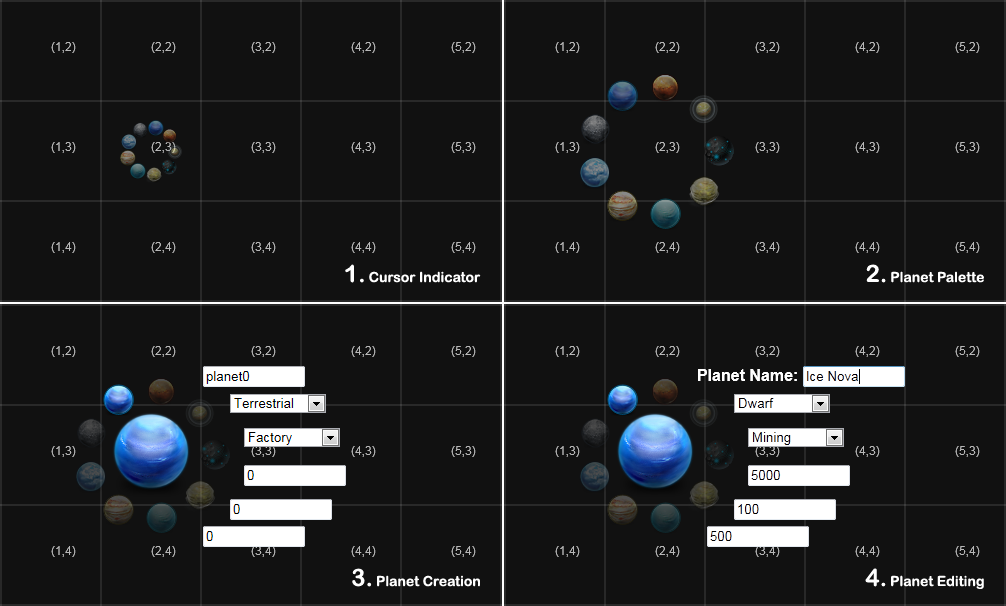 (1,2) (2,2) (3,2) (4,2) (5,2)
(1,3) (2,3) (3,3) (4,3) (5,3)
(1,4) (2,4) (3,4) (4,4) (5,4)
1. Cursor Indicator
(1,2) (2,2) (3,2) (4,2) (5,2)
(1,3) (2,3) (3,3) (4,3) (5,3)
(1,4) (2,4) (3,4) (4,4) (5,4)
2. Planet Palette
(1,2) (2,2) (3,2) (4,2) (5,2)
planet0
Terrestrial
Factory
(1,3) (3,3) (4,3) (5,3)
0
0
0
(1,4) (2,4) (3,4) (4,4) (5,4)
3. Planet Creation
(1,2) (2,2) (3,2) (4,2) (5,2)
Planet Name: Ice Nova
Dwarf
Mining
(1,3) (3,3) (4,3) (5,3)
5000
100
500
(1,4) (2,4) (3,4) (4,4) (5,4)
4. Planet Editing